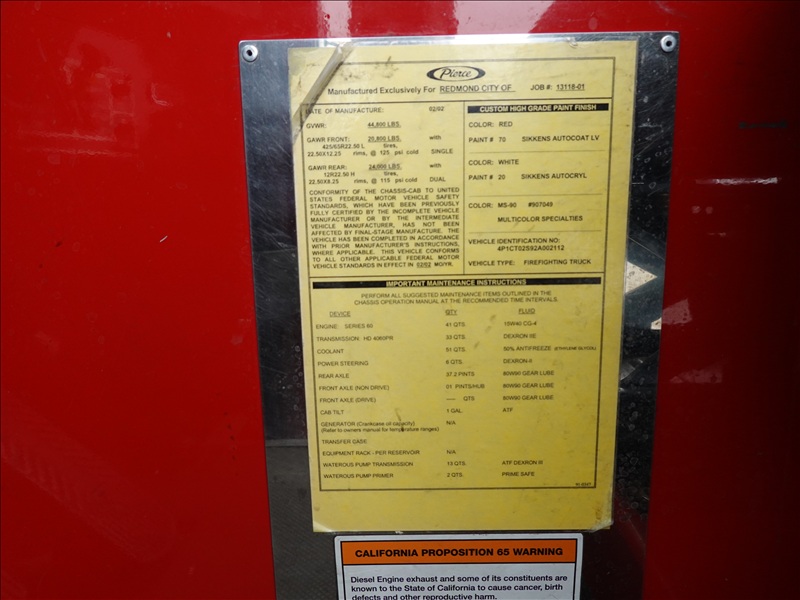 Pierce
Manufactured Exclusively For REDMOND CITY OF JOB #: 13118-01
DATE OF MANUFACTURE: 02/02
GVWR: 44,800 LBS.
GAWR FRONT: 20,800 LBS. with
425/65R22.50 L tires,
22.50X12.25 rims, @ 125 psi cold SINGLE
GAWR REAR: 24,000 LBS. with
12R22.50 H tires,
22.50X8.25 rims, @ 115 psi cold DUAL
CONFORMITY OF THE CHASSIS-CAB TO UNITED
STATES FEDERAL MOTOR VEHICLE SAFETY
STANDARDS, WHICH HAVE BEEN PREVIOUSLY
FULLY CERTIFIED BY THE INCOMPLETE VEHICLE
MANUFACTURER OR BY THE INTERMEDIATE
VEHICLE MANUFACTURER, HAS NOT BEEN
AFFECTED BY FINAL-STAGE MANUFACTURE. THE
VEHICLE HAS BEEN COMPLETED IN ACCORDANCE
WITH PRIOR MANUFACTURER'S INSTRUCTIONS,
WHERE APPLICABLE. THIS VEHICLE CONFORMS
TO ALL OTHER APPLICABLE FEDERAL MOTOR
VEHICLE STANDARDS IN EFFECT IN 02/02 MO/YR.
CUSTOM HIGH GRADE PAINT FINISH
COLOR: RED
PAINT # 70 SIKKENS AUTOCOAT LV
COLOR: WHITE
PAINT # 20 SIKKENS AUTOCRYL
COLOR: MS-90 #907049
MULTICOLOR SPECIALTIES
VEHICLE IDENTIFICATION NO:
4P1CT02S92A002112
VEHICLE TYPE: FIREFIGHTING TRUCK
IMPORTANT MAINTENANCE INSTRUCTIONS
PERFORM ALL SUGGESTED MAINTENANCE ITEMS OUTLINED IN THE
CHASSIS OPERATION MANUAL AT THE RECOMMENDED TIME INTERVALS.
DEVICE QTY FLUID
ENGINE: SERIES 60 41 QTS. 15W40 CG-4
TRANSMISSION: HD 4060PR 33 QTS. DEXRON IIE
COOLANT 51 QTS. 50% ANTIFREEZE (ETHYLENE GLYCOL)
POWER STEERING 6 QTS. DEXRON-II
REAR AXLE 37.2 PINTS 80W90 GEAR LUBE
FRONT AXLE (NON DRIVE) 01 PINTS/HUB 80W90 GEAR LUBE
FRONT AXLE (DRIVE) ---- QTS 80W90 GEAR LUBE
CAB TILT 1 GAL ATF
GENERATOR (Crankcase oil capacity) N/A
(Refer to owners manual for temperature ranges)
TRANSFER CASE
EQUIPMENT RACK - PER RESERVOIR N/A
WATEROUS PUMP TRANSMISSION 13 QTS. ATF DEXRON III
WATEROUS PUMP PRIMER 2 QTS. PRIME SAFE
CALIFORNIA PROPOSITION 65 WARNING
Diesel Engine exhaust and some of its constituents are
known to the State of California to cause cancer, birth
defects and other reproductive harm.